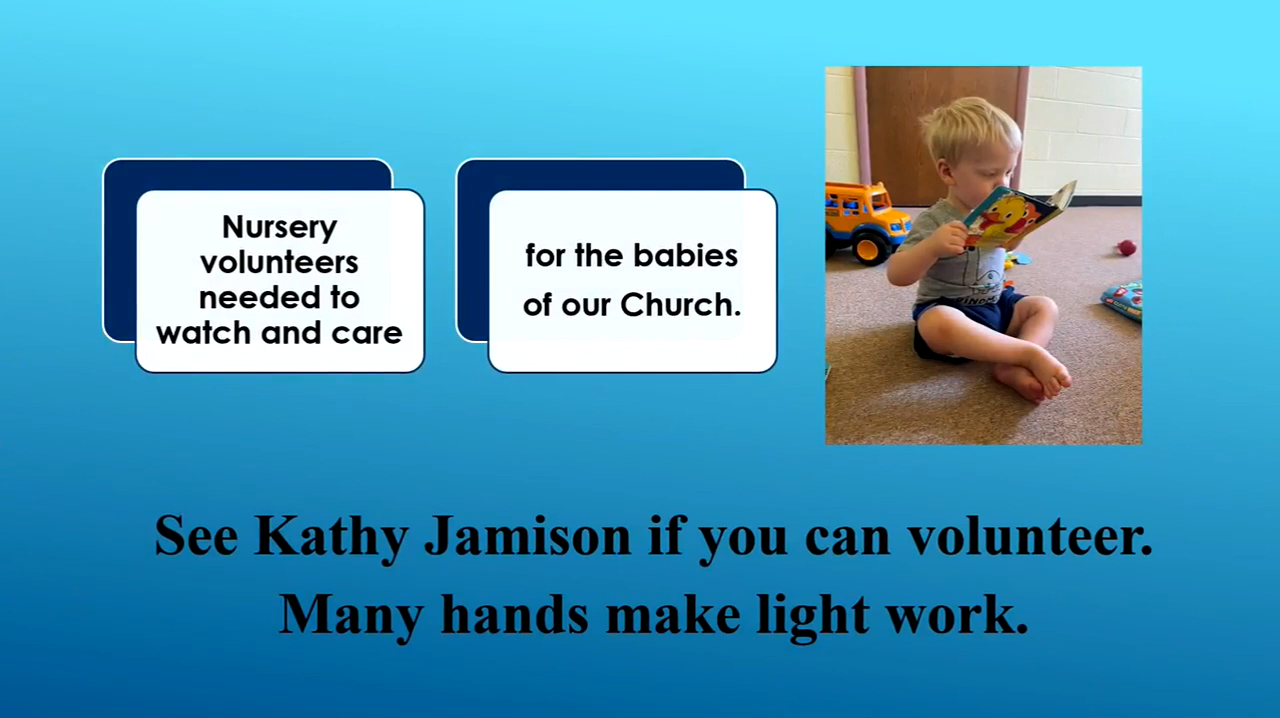 Nursery
volunteers
needed to
watch and care
for the babies
of our Church.
See Kathy Jamison if you can volunteer.
Many hands make light work.